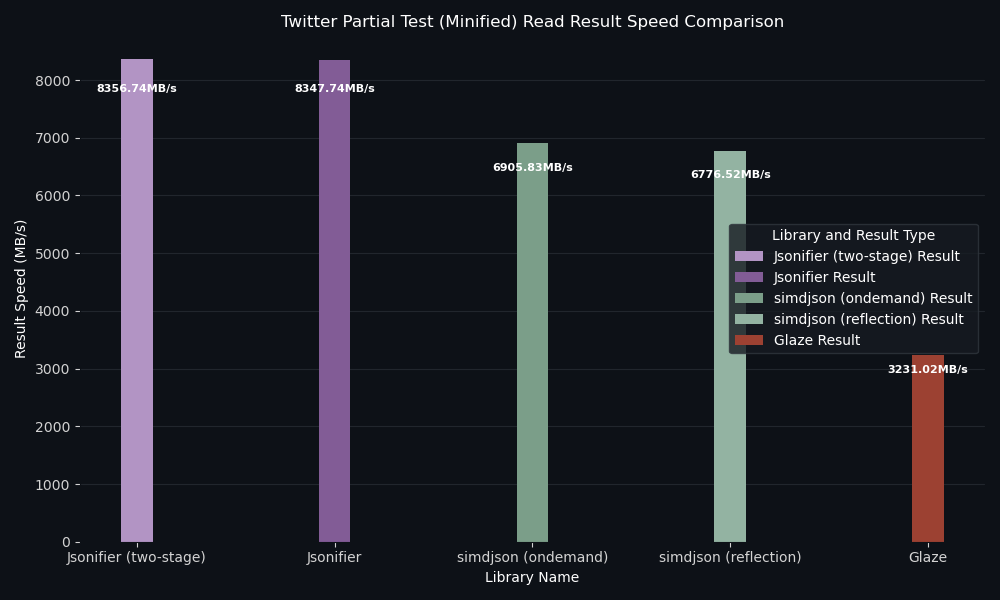 Twitter Partial Test (Minified) Read Result Speed Comparison
Result Speed (MB/s)
8000
7000
6000
5000
4000
3000
2000
1000
0
8356.74MB/s
8347.74MB/s
6905.83MB/s
6776.52MB/s
3231.02MB/s
Library and Result Type
Jsonifier (two-stage) Result
Jsonifier Result
simdjson (ondemand) Result
simdjson (reflection) Result
Glaze Result
Jsonifier (two-stage)
Jsonifier
simdjson (ondemand)
simdjson (reflection)
Glaze
Library Name